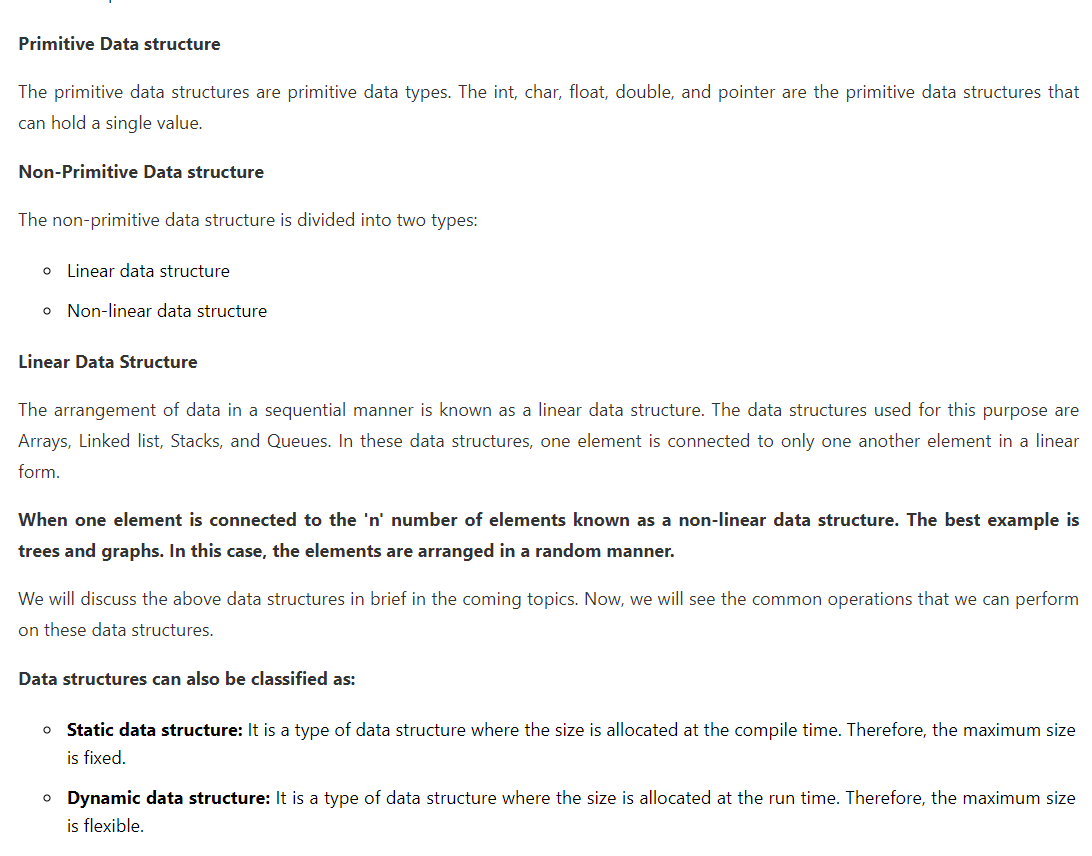 Primitive Data structure
The primitive data structures are primitive data types. The int, char, float, double, and pointer are the primitive data structures that
can hold a single value.
Non-Primitive Data structure
The non-primitive data structure is divided into two types:
Linear data structure
Non-linear data structure
Linear Data Structure
The arrangement of data in a sequential manner is known as a linear data structure. The data structures used for this purpose are
Arrays, Linked list, Stacks, and Queues. In these data structures, one element is connected to only one another element in a linear
form.
When one element is connected to the 'n' number of elements known as a non-linear data structure. The best example is
trees and graphs. In this case, the elements are arranged in a random manner.
We will discuss the above data structures in brief in the coming topics. Now, we will see the common operations that we can perform
on these data structures.
Data structures can also be classified as:
Static data structure: It is a type of data structure where the size is allocated at the compile time. Therefore, the maximum size
is fixed.
Dynamic data structure: It is a type of data structure where the size is allocated at the run time. Therefore, the maximum size
is flexible.